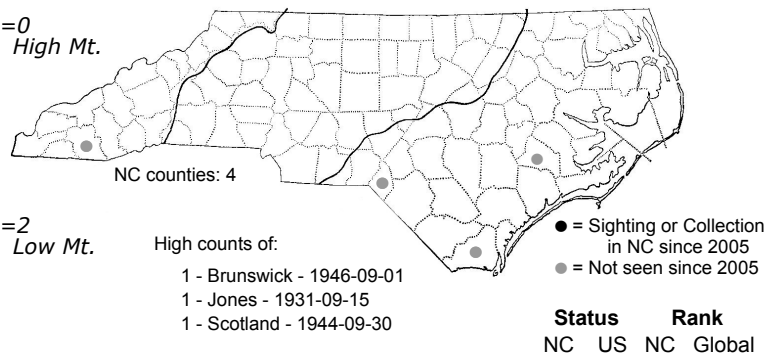 =0
High Mt.
NC counties: 4
=2
Low Mt.
High counts of:
1 - Brunswick - 1946-09-01
1 - Jones - 1931-09-15
1 - Scotland - 1944-09-30
● = Sighting or Collection
in NC since 2005
● = Not seen since 2005
Status Rank
NC US NC Global